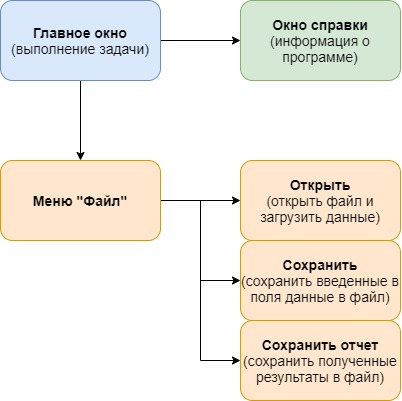 Главное окно
(выполнение задачи)
Окно справки
(информация о
программе)
Меню "Файл"
Открыть
(открыть файл и
загрузить данные)
Сохранить
(сохранить введенные в
поля данные в файл)
Сохранить отчет
(сохранить полученные
результаты в файл)